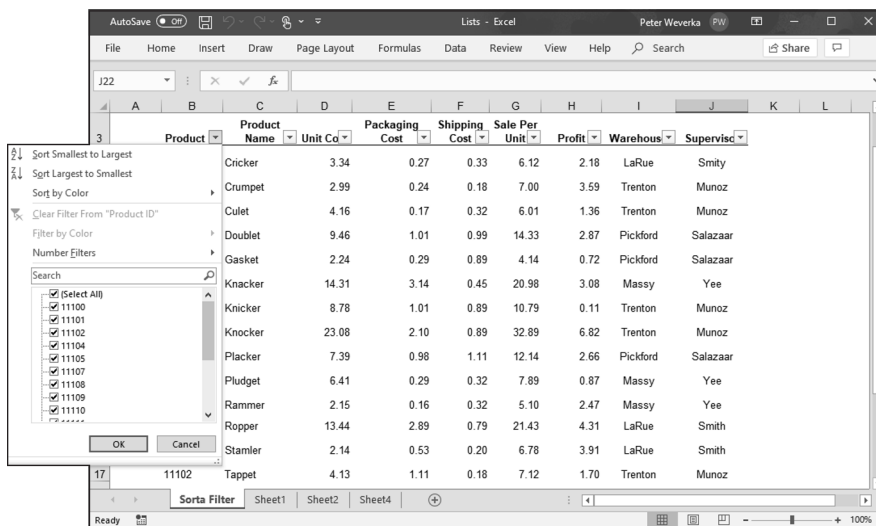 AutoSave Off Lists - Excel Peter Weverka PW
File Home Insert Draw Page Layout Formulas Data Review View Help Search Share
J22 fx
A B C D E F G H I J K L
3 Product Product Name Unit Co Packaging Cost Shipping Cost Sale Per Unit Profit Warehous Supervisc
Sort Smallest to Largest
Sort Largest to Smallest
Sort by Color
Clear Filter From "Product ID"
Filter by Color
Number Filters
Search
(Select All)
11100
11101
11102
11104
11105
11107
11108
11109
11110
OK Cancel
Cricker 3.34 0.27 0.33 6.12 2.18 LaRue Smity
Crumpet 2.99 0.24 0.18 7.00 3.59 Trenton Munoz
Culet 4.16 0.17 0.32 6.01 1.36 Trenton Munoz
Doublet 9.46 1.01 0.99 14.33 2.87 Pickford Salazaar
Gasket 2.24 0.29 0.89 4.14 0.72 Pickford Salazaar
Knacker 14.31 3.14 0.45 20.98 3.08 Massy Yee
Knicker 8.78 1.01 0.89 10.79 0.11 Trenton Munoz
Knocker 23.08 2.10 0.89 32.89 6.82 Trenton Munoz
Placker 7.39 0.98 1.11 12.14 2.66 Pickford Salazaar
Pludget 6.41 0.29 0.32 7.89 0.87 Massy Yee
Rammer 2.15 0.16 0.32 5.10 2.47 Massy Yee
Ropper 13.44 2.89 0.79 21.43 4.31 LaRue Smith
Stamler 2.14 0.53 0.20 6.78 3.91 LaRue Smith
17 11102 Tappet 4.13 1.11 0.18 7.12 1.70 Trenton Munoz
Sorta Filter Sheet1 Sheet2 Sheet4
Ready 100%